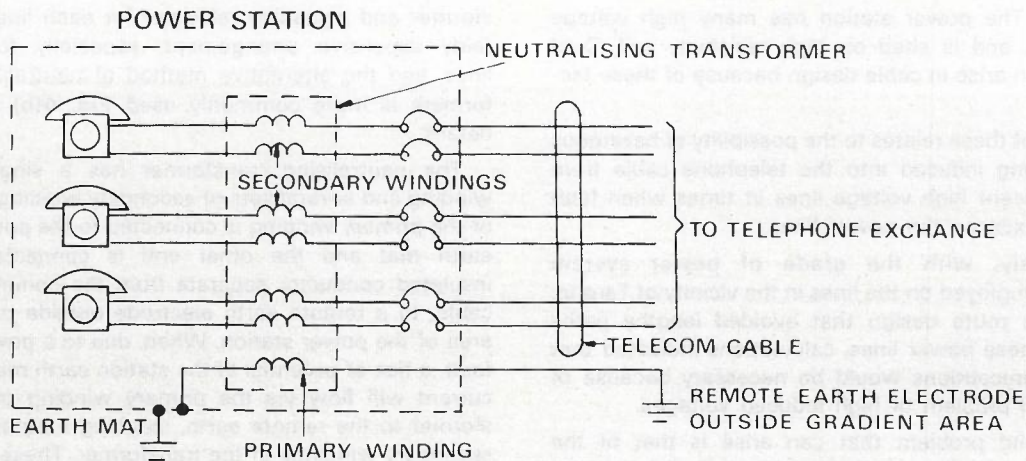 POWER STATION
NEUTRALISING TRANSFORMER
SECONDARY WINDINGS
TO TELEPHONE EXCHANGE
TELECOM CABLE
REMOTE EARTH ELECTRODE
OUTSIDE GRADIENT AREA
EARTH MAT
PRIMARY WINDING